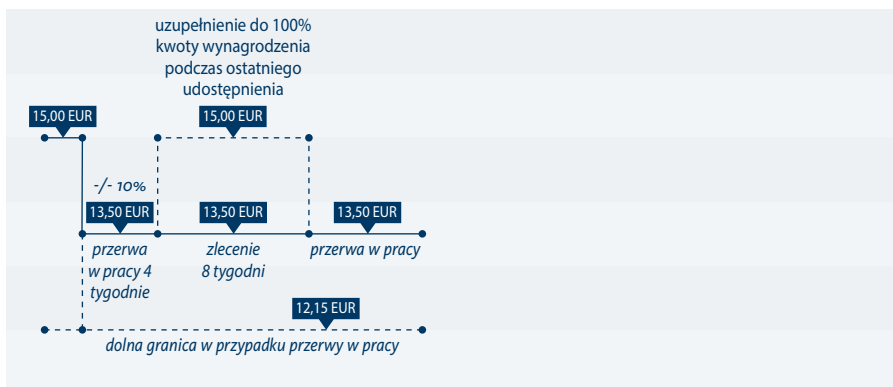 uzupełnienie do 100%
kwoty wynagrodzenia
podczas ostatniego
udostępnienia
15,00 EUR
15,00 EUR
-/- 10%
13,50 EUR
13,50 EUR
13,50 EUR
przerwa
w pracy 4
tygodnie
zlecenie
8 tygodni
przerwa w pracy
12,15 EUR
dolna granica w przypadku przerwy w pracy